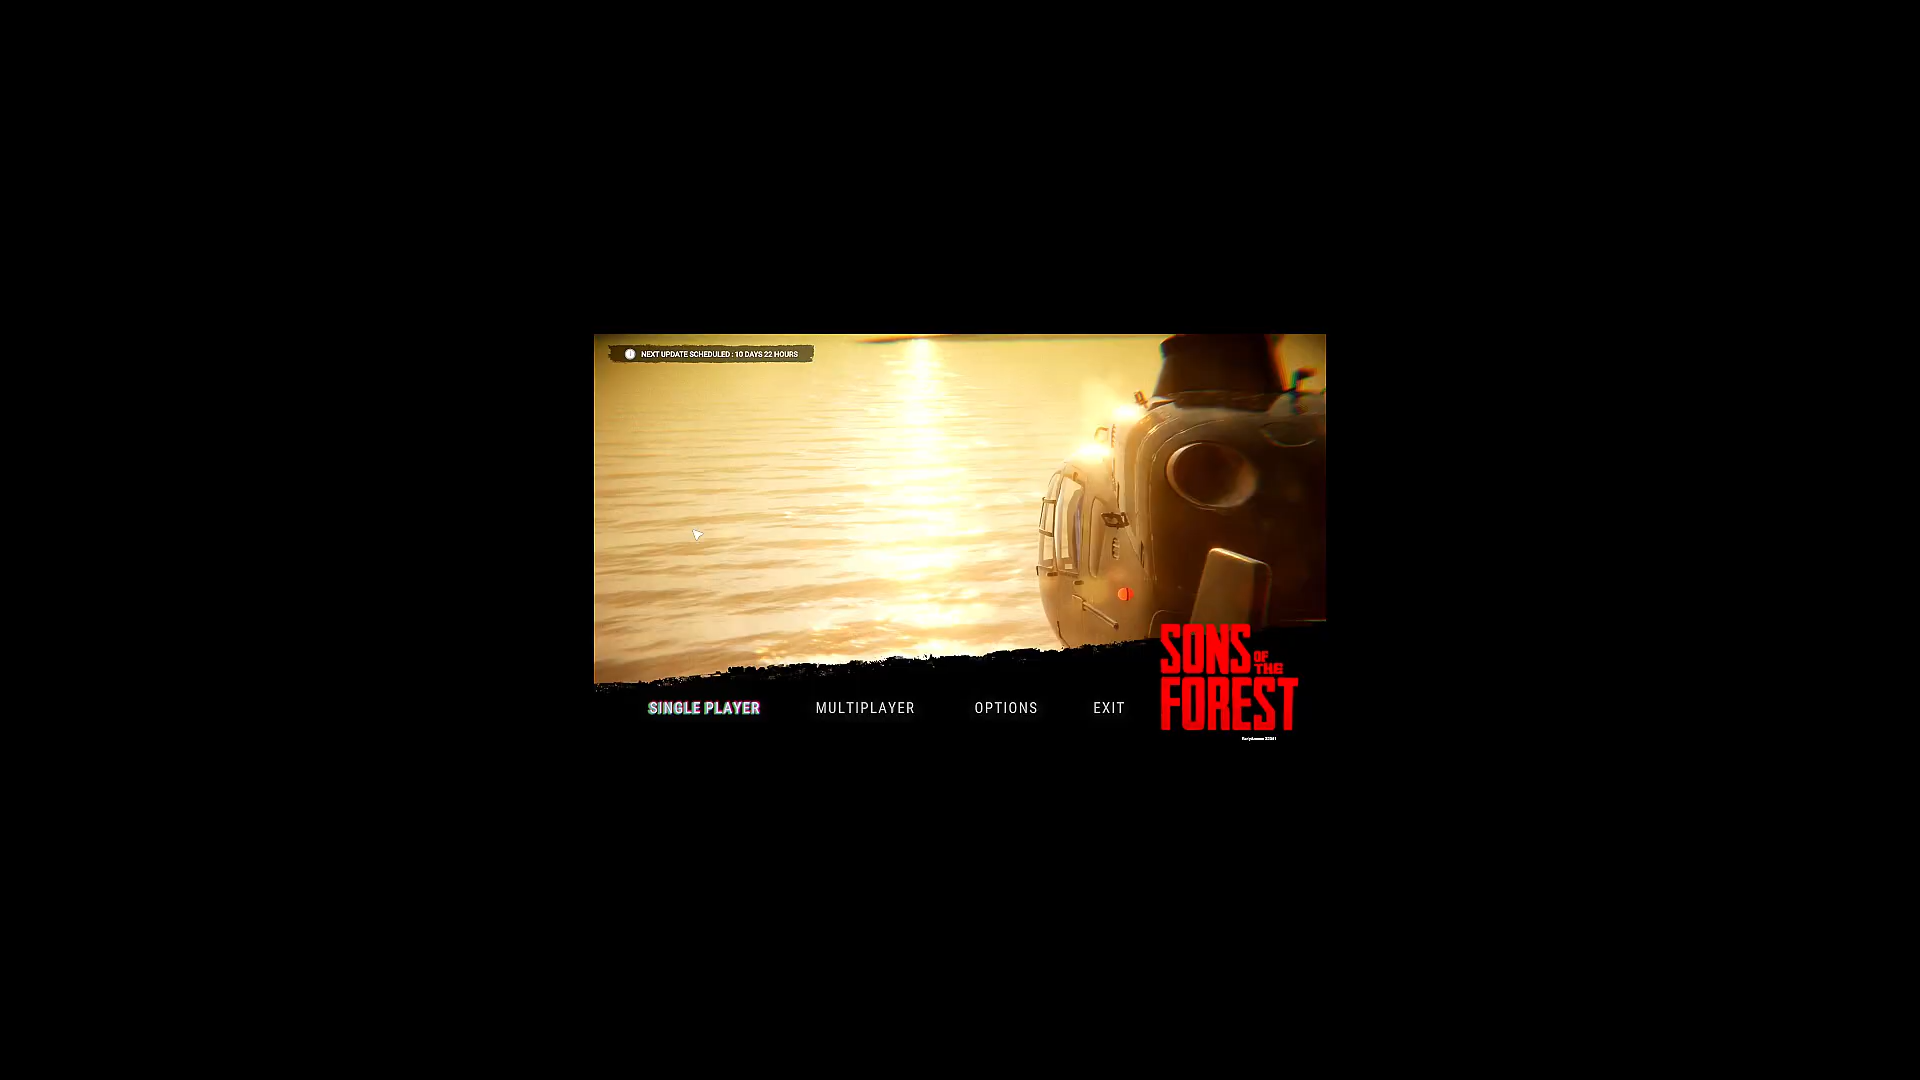 NEXT UPDATE SCHEDULED : 10 DAYS 22 HOURS
SINGLE PLAYER
MULTIPLAYER
OPTIONS
EXIT
SONS OF THE
FOREST